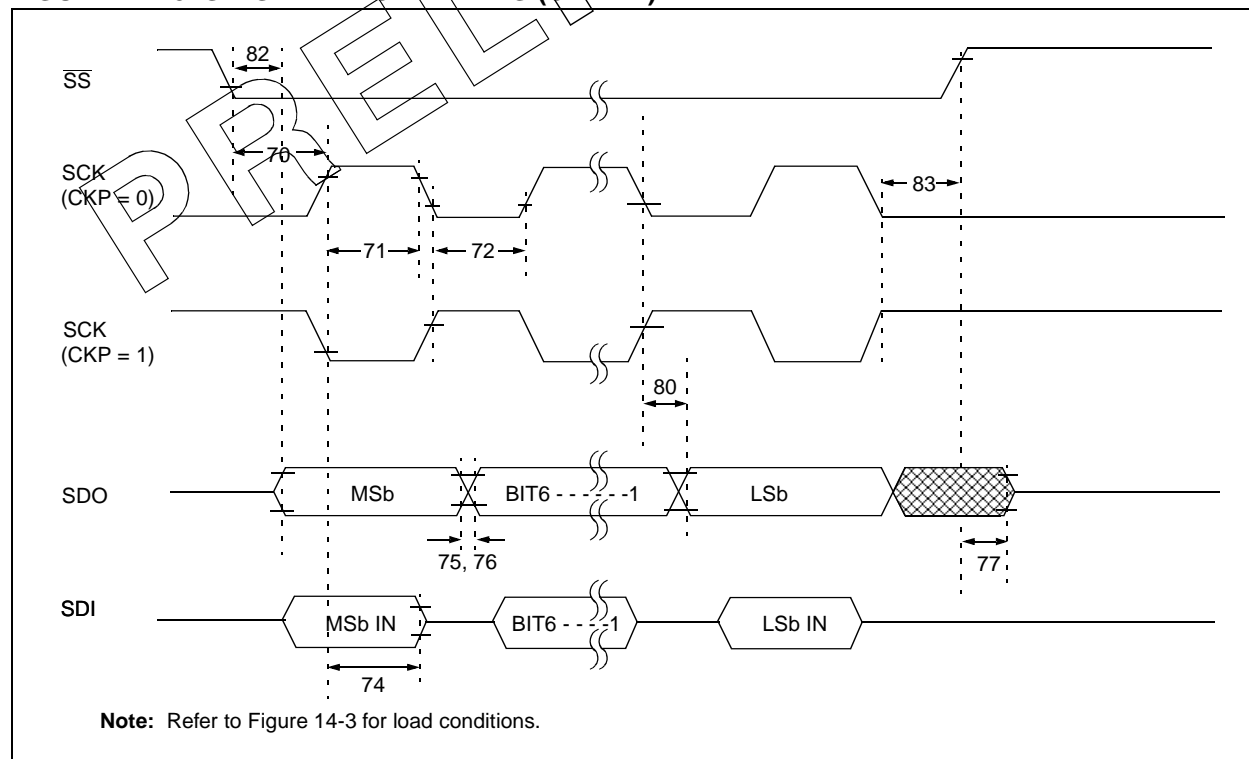 82
SS
70
SCK
(CKP = 0)
83
71
72
SCK
(CKP = 1)
80
SDO
MSb
BIT6 - - - - - -1
LSb
75, 76
77
SDI
MSb IN
BIT6 - - - -1
LSb IN
74
Note: Refer to Figure 14-3 for load conditions.
PREL